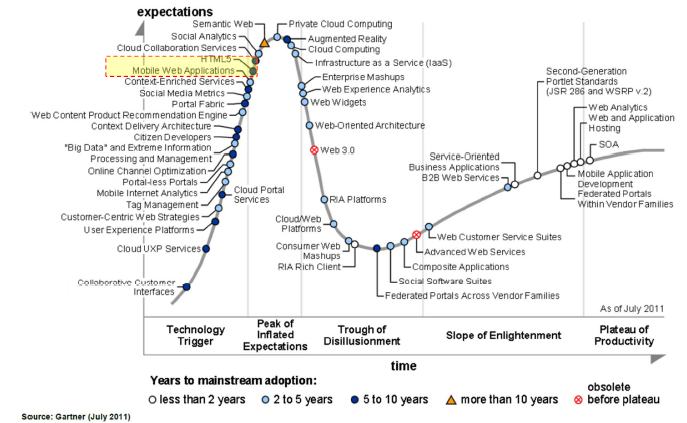 expectations
Semantic Web
Social Analytics
Cloud Collaboration Services
HTML5
Mobile Web Applications
Context-Enriched Services
Social Media Metrics
Portal Fabric
Web Content Product Recommendation Engine
Context Delivery Architecture
Citizen Developers
"Big Data" and Extreme Information
Processing and Management
Online Channel Optimization
Portal-less Portals
Mobile Internet Analytics
Tag Management
Customer-Centric Web Strategies
User Experience Platforms
Cloud UXP Services
Collaborative Customer
Interfaces
Cloud Portal
Services
Private Cloud Computing
Augmented Reality
Cloud Computing
Infrastructure as a Service (IaaS)
Enterprise Mashups
Web Experience Analytics
Web Widgets
Web-Oriented Architecture
Web 3.0
RIA Platforms
Cloud/Web
Platforms
Consumer Web
Mashups
RIA Rich Client
Federated Portals Across Vendor Families
Social Software Suites
Composite Applications
Advanced Web Services
Web Customer Service Suites
Service-Oriented
Business Applications
B2B Web Services
Second-Generation
Portlet Standards
(JSR 286 and WSRP v.2)
Web Analytics
Web and Application
Hosting
SOA
Mobile Application
Development
Federated Portals
Within Vendor Families
As of July 2011
Technology
Trigger
Peak of
Inflated
Expectations
Trough of
Disillusionment
Slope of Enlightenment
Plateau of
Productivity
time
Years to mainstream adoption:
less than 2 years
2 to 5 years
5 to 10 years
more than 10 years
obsolete
before plateau
Source: Gartner (July 2011)